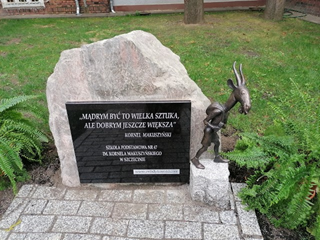 „MĄDRYM BYĆ TO WIELKA SZTUKA,
ALE DOBRYM JESZCZE WIĘKSZA”
KORNEL MAKUSZYŃSKI
SZKOŁA PODSTAWOWA NR 47
IM. KORNELA MAKUSZYŃSKIEGO
W SZCZECINIE